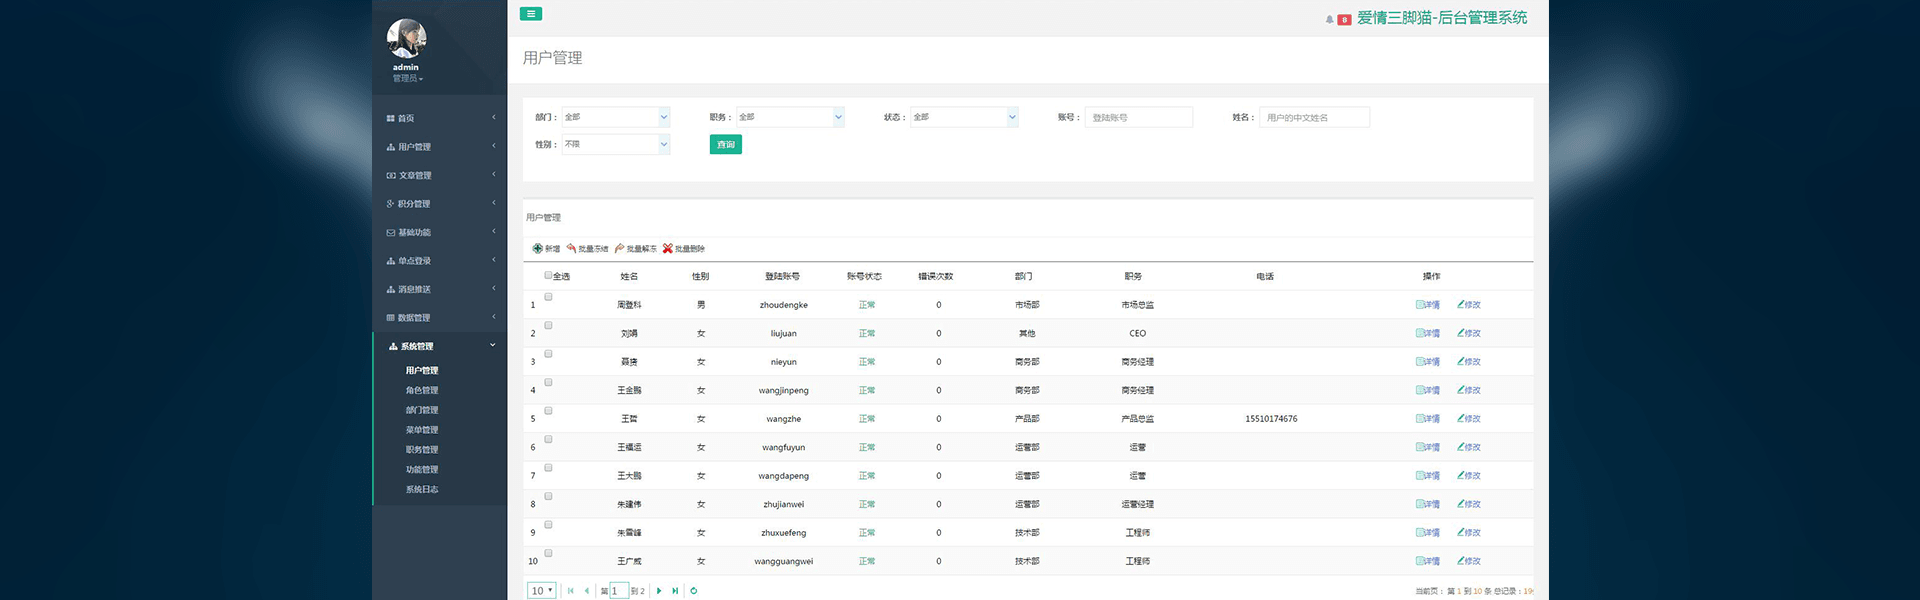 admin
管理员
首页
用户管理
文章管理
积分管理
基础功能
单点登录
消息推送
数据管理
系统管理
用户管理
角色管理
部门管理
菜单管理
职务管理
功能管理
系统日志
8 爱情三脚猫-后台管理系统
用户管理
部门： 全部 职务： 全部 状态： 全部 账号： 登陆账号 姓名： 用户的中文姓名
性别： 不限 查询
用户管理
新增 批量冻结 批量解冻 批量删除
全选 姓名 性别 登陆账号 账号状态 错误次数 部门 职务 电话 操作
1 周登科 男 zhoudengke 正常 0 市场部 市场总监 详情 修改
2 刘娟 女 liujuan 正常 0 其他 CEO 详情 修改
3 女 nieyun 正常 0 商务部 商务经理 详情 修改
4 王金鹏 女 wangjinpeng 正常 0 商务部 商务经理 详情 修改
5 王哲 女 wangzhe 正常 0 产品部 产品总监 15510174676 详情 修改
6 王福运 女 wangfuyun 正常 0 运营部 运营 详情 修改
7 王大鹏 女 wangdapeng 正常 0 运营部 运营 详情 修改
8 朱建伟 女 zhujianwei 正常 0 运营部 运营经理 详情 修改
9 朱雪峰 女 zhuxuefeng 正常 0 技术部 工程师 详情 修改
10 王广威 女 wangguangwei 正常 0 技术部 工程师 详情 修改
10 第 1 到 2 当前页： 第 1 到 10 条 总记录：